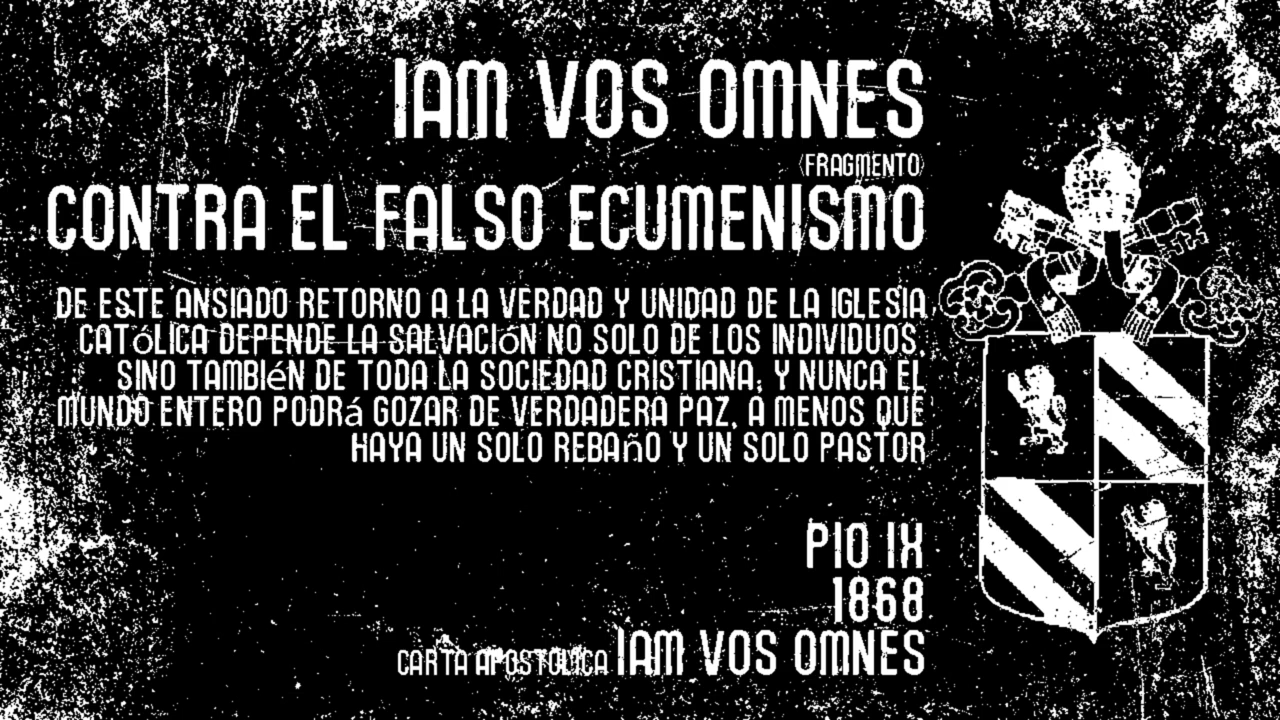 IAM VOS OMNES
(FRAGMENTO)
CONTRA EL FALSO ECUMENISMO
DE ESTE ANSIADO RETORNO A LA VERDAD Y UNIDAD DE LA IGLESIA
CATÓLICA DEPENDE LA SALVACIÓN NO SOLO DE LOS INDIVIDUOS,
SINO TAMBIÉN DE TODA LA SOCIEDAD CRISTIANA; Y NUNCA EL
MUNDO ENTERO PODRÁ GOZAR DE VERDADERA PAZ, A MENOS QUE
HAYA UN SOLO REBAÑO Y UN SOLO PASTOR
PIO IX
1868
CARTA APOSTOLICA IAM VOS OMNES